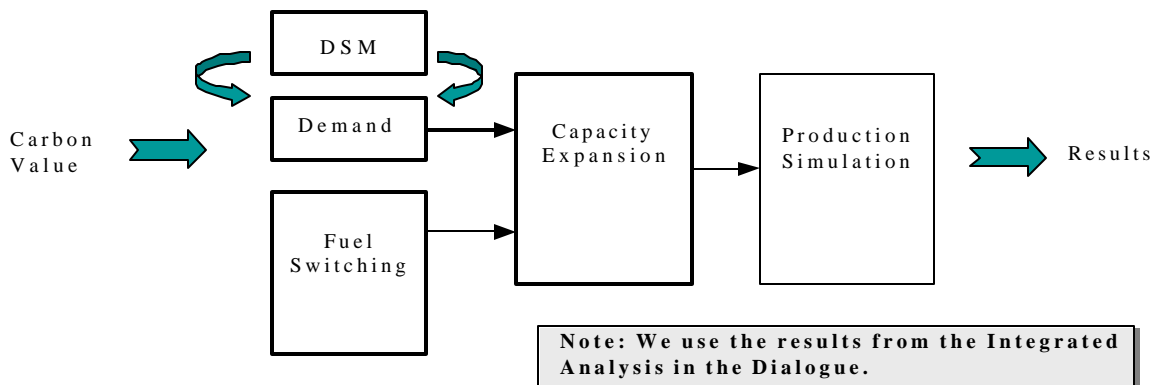 DSM
Demand
Carbon
Value
Fuel
Switching
Capacity
Expansion
Production
Simulation
Results
Note: We use the results from the Integrated
Analysis in the Dialogue.